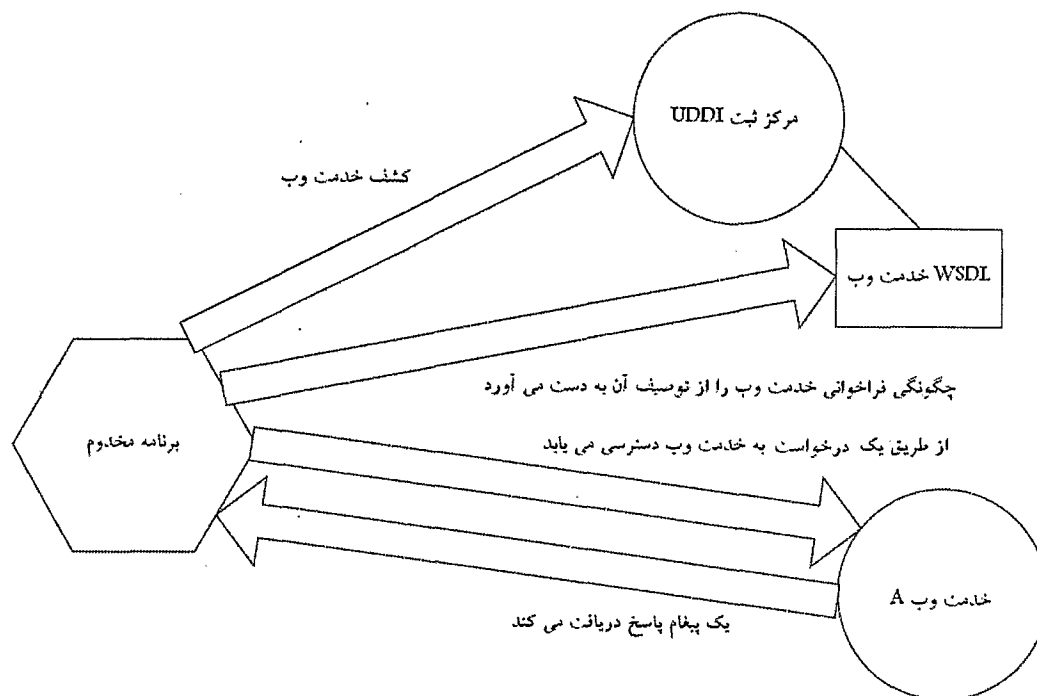 مرکز ثبت UDDI
کشف خدمت وب
WSDL خدمت وب
چگونگی فراخوانی خدمت وب را از توصیف آن به دست می آورد
برنامه مخدوم
از طریق یک درخواست به خدمت وب دسترسی می یابد
خدمت وب A
یک پیغام پاسخ دریافت می کند